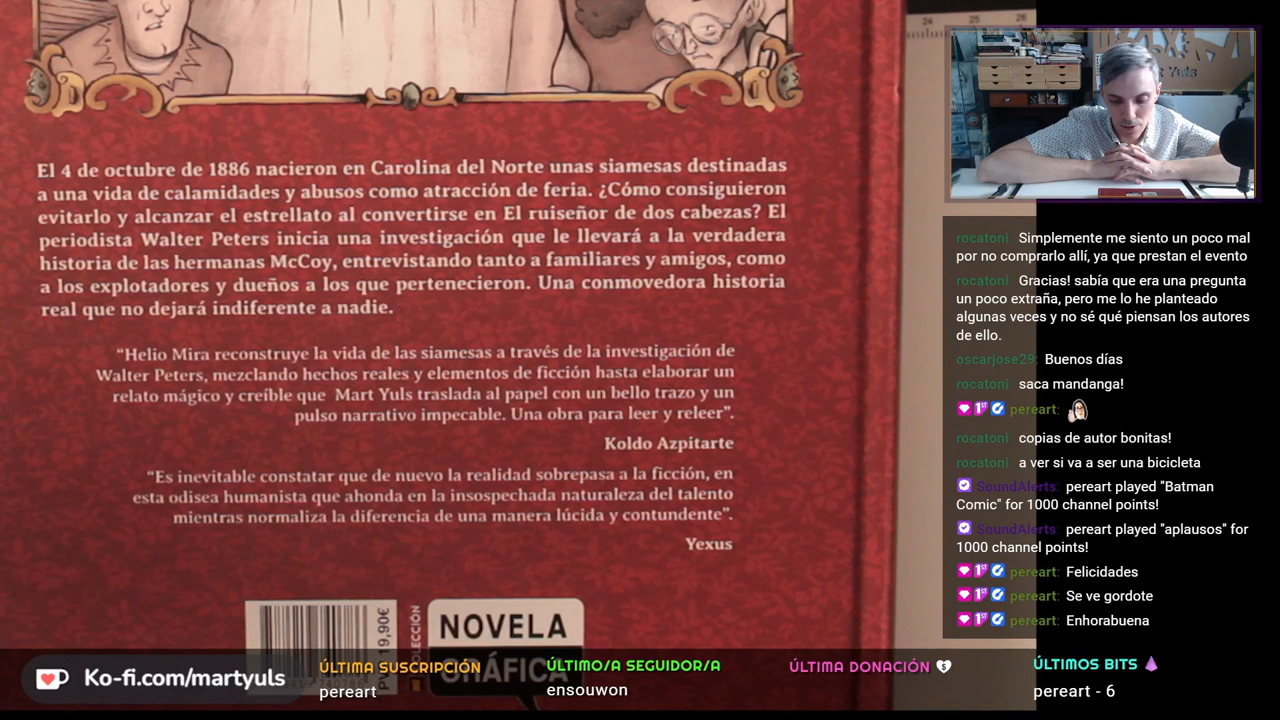 24 25 26
El 4 de octubre de 1886 nacieron en Carolina del Norte unas siamesas destinadas
a una vida de calamidades y abusos como atracción de feria. ¿Cómo consiguieron
evitarlo y alcanzar el estrellato al convertirse en El ruiseñor de dos cabezas? El
periodista Walter Peters inicia una investigación que le llevará a la verdadera
historia de las hermanas McCoy, entrevistando tanto a familiares y amigos, como
a los explotadores y dueños a los que pertenecieron. Una conmovedora historia
real que no dejará indiferente a nadie.
“Helio Mira reconstruye la vida de las siamesas a través de la investigación de
Walter Peters, mezclando hechos reales y elementos de ficción hasta elaborar un
relato mágico y creíble que Mart Yuls traslada al papel con un bello trazo y un
pulso narrativo impecable. Una obra para leer y releer”.
Koldo Azpitarte
“Es inevitable constatar que de nuevo la realidad sobrepasa a la ficción, en
esta odisea humanista que ahonda en la insospechada naturaleza del talento
mientras normaliza la diferencia de una manera lúcida y contundente”.
Yexus
19,90€
NOVELA
GRÁFICA
Yuls
rocatoni Simplemente me siento un poco mal
por no comprarlo allí, ya que prestan el evento
rocatoni Gracias! sabía que era una pregunta
un poco extraña, pero me lo he planteado
algunas veces y no sé qué piensan los autores
de ello.
oscarjose29: Buenos días
rocatoni saca mandanga!
1ST pereart:
rocatoni copias de autor bonitas!
rocatoni a ver si va a ser una bicicleta
SoundAlerts: pereart played "Batman
Comic" for 1000 channel points!
SoundAlerts: pereart played "aplausos" for
1000 channel points!
1ST pereart: Felicidades
1ST pereart: Se ve gordote
1ST pereart: Enhorabuena
Ko-fi.com/martyuls
ÚLTIMA SUSCRIPCIÓN
pereart
ÚLTIMO/A SEGUIDOR/A
ensouwon
ÚLTIMA DONACIÓN
ÚLTIMOS BITS
pereart - 6